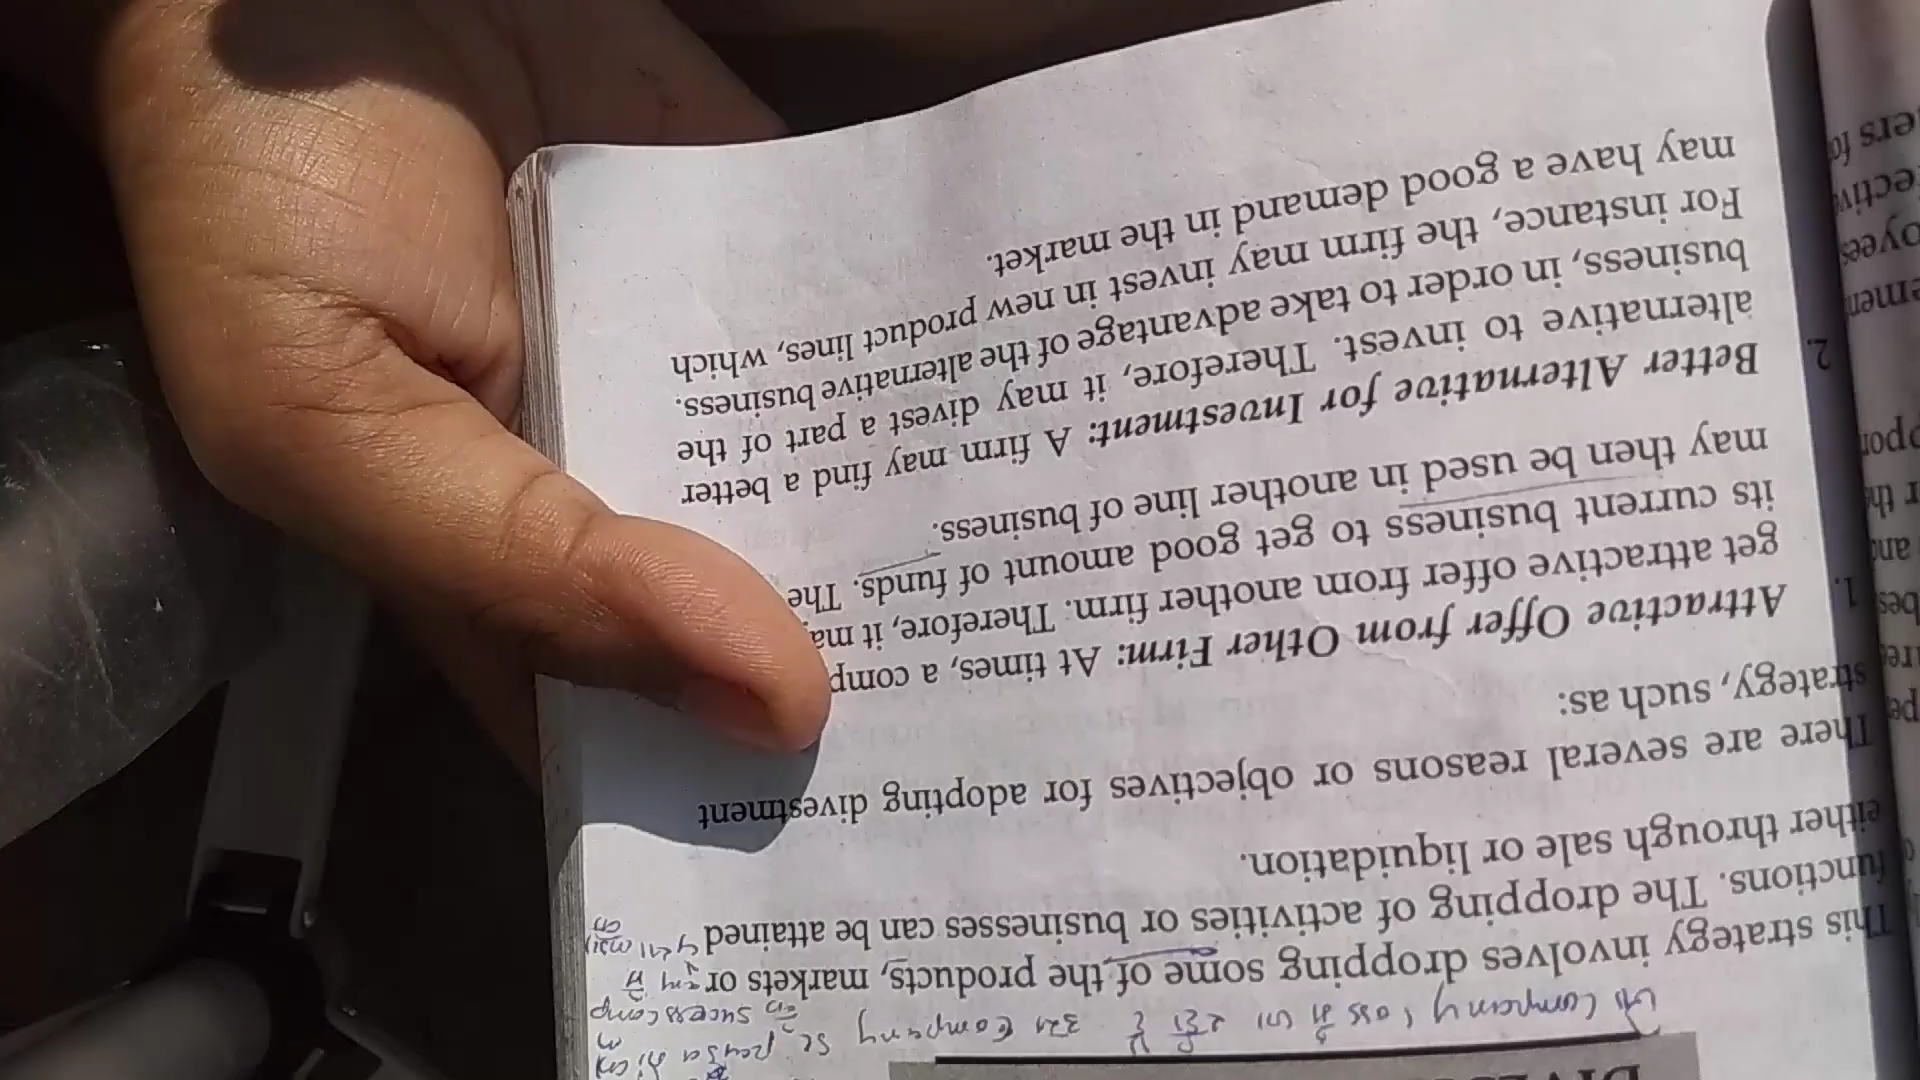 This strategy involves dropping some of the products, markets or
functions. The dropping of activities or businesses can be attained
either through sale or liquidation.
There are several reasons or objectives for adopting divestment
strategy, such as:
1. Attractive Offer from Other Firm: At times, a comp
get attractive offer from another firm. Therefore, it ma
its current business to get good amount of funds. The
may then be used in another line of business.
2. Better Alternative for Investment: A firm may find a better
alternative to invest. Therefore, it may divest a part of the
business, in order to take advantage of the alternative business.
For instance, the firm may invest in new product lines, which
may have a good demand in the market.